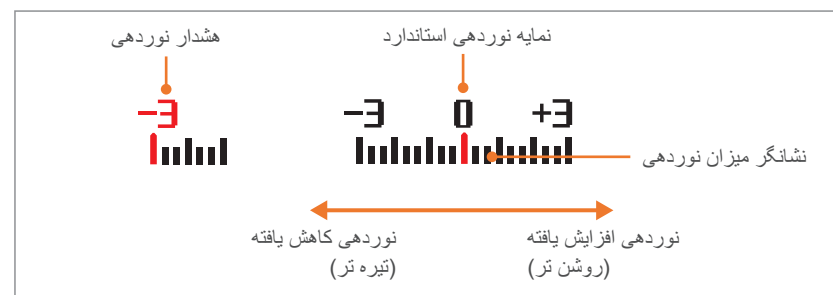 نمایه نوردهی استاندارد
هشدار نوردهی
-3 0 +3
-3
نشانگر میزان نوردهی
نوردهی افزایش یافته
(روشن تر)
نوردهی کاهش یافته
(تیره تر)